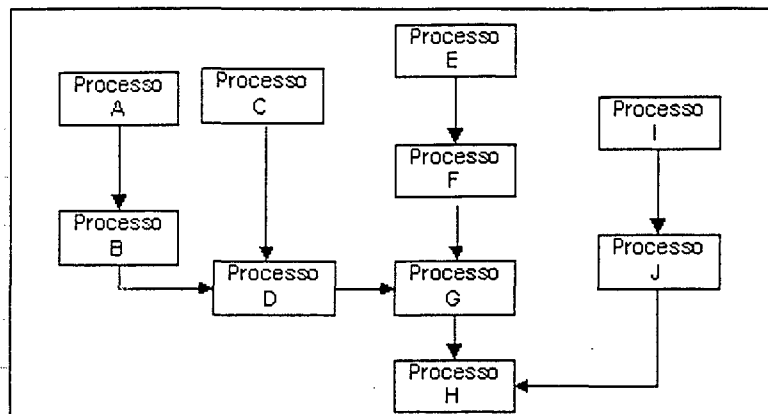 Processo
E
Processo
A
Processo
C
Processo
I
Processo
F
Processo
B
Processo
J
Processo
D
Processo
G
Processo
H